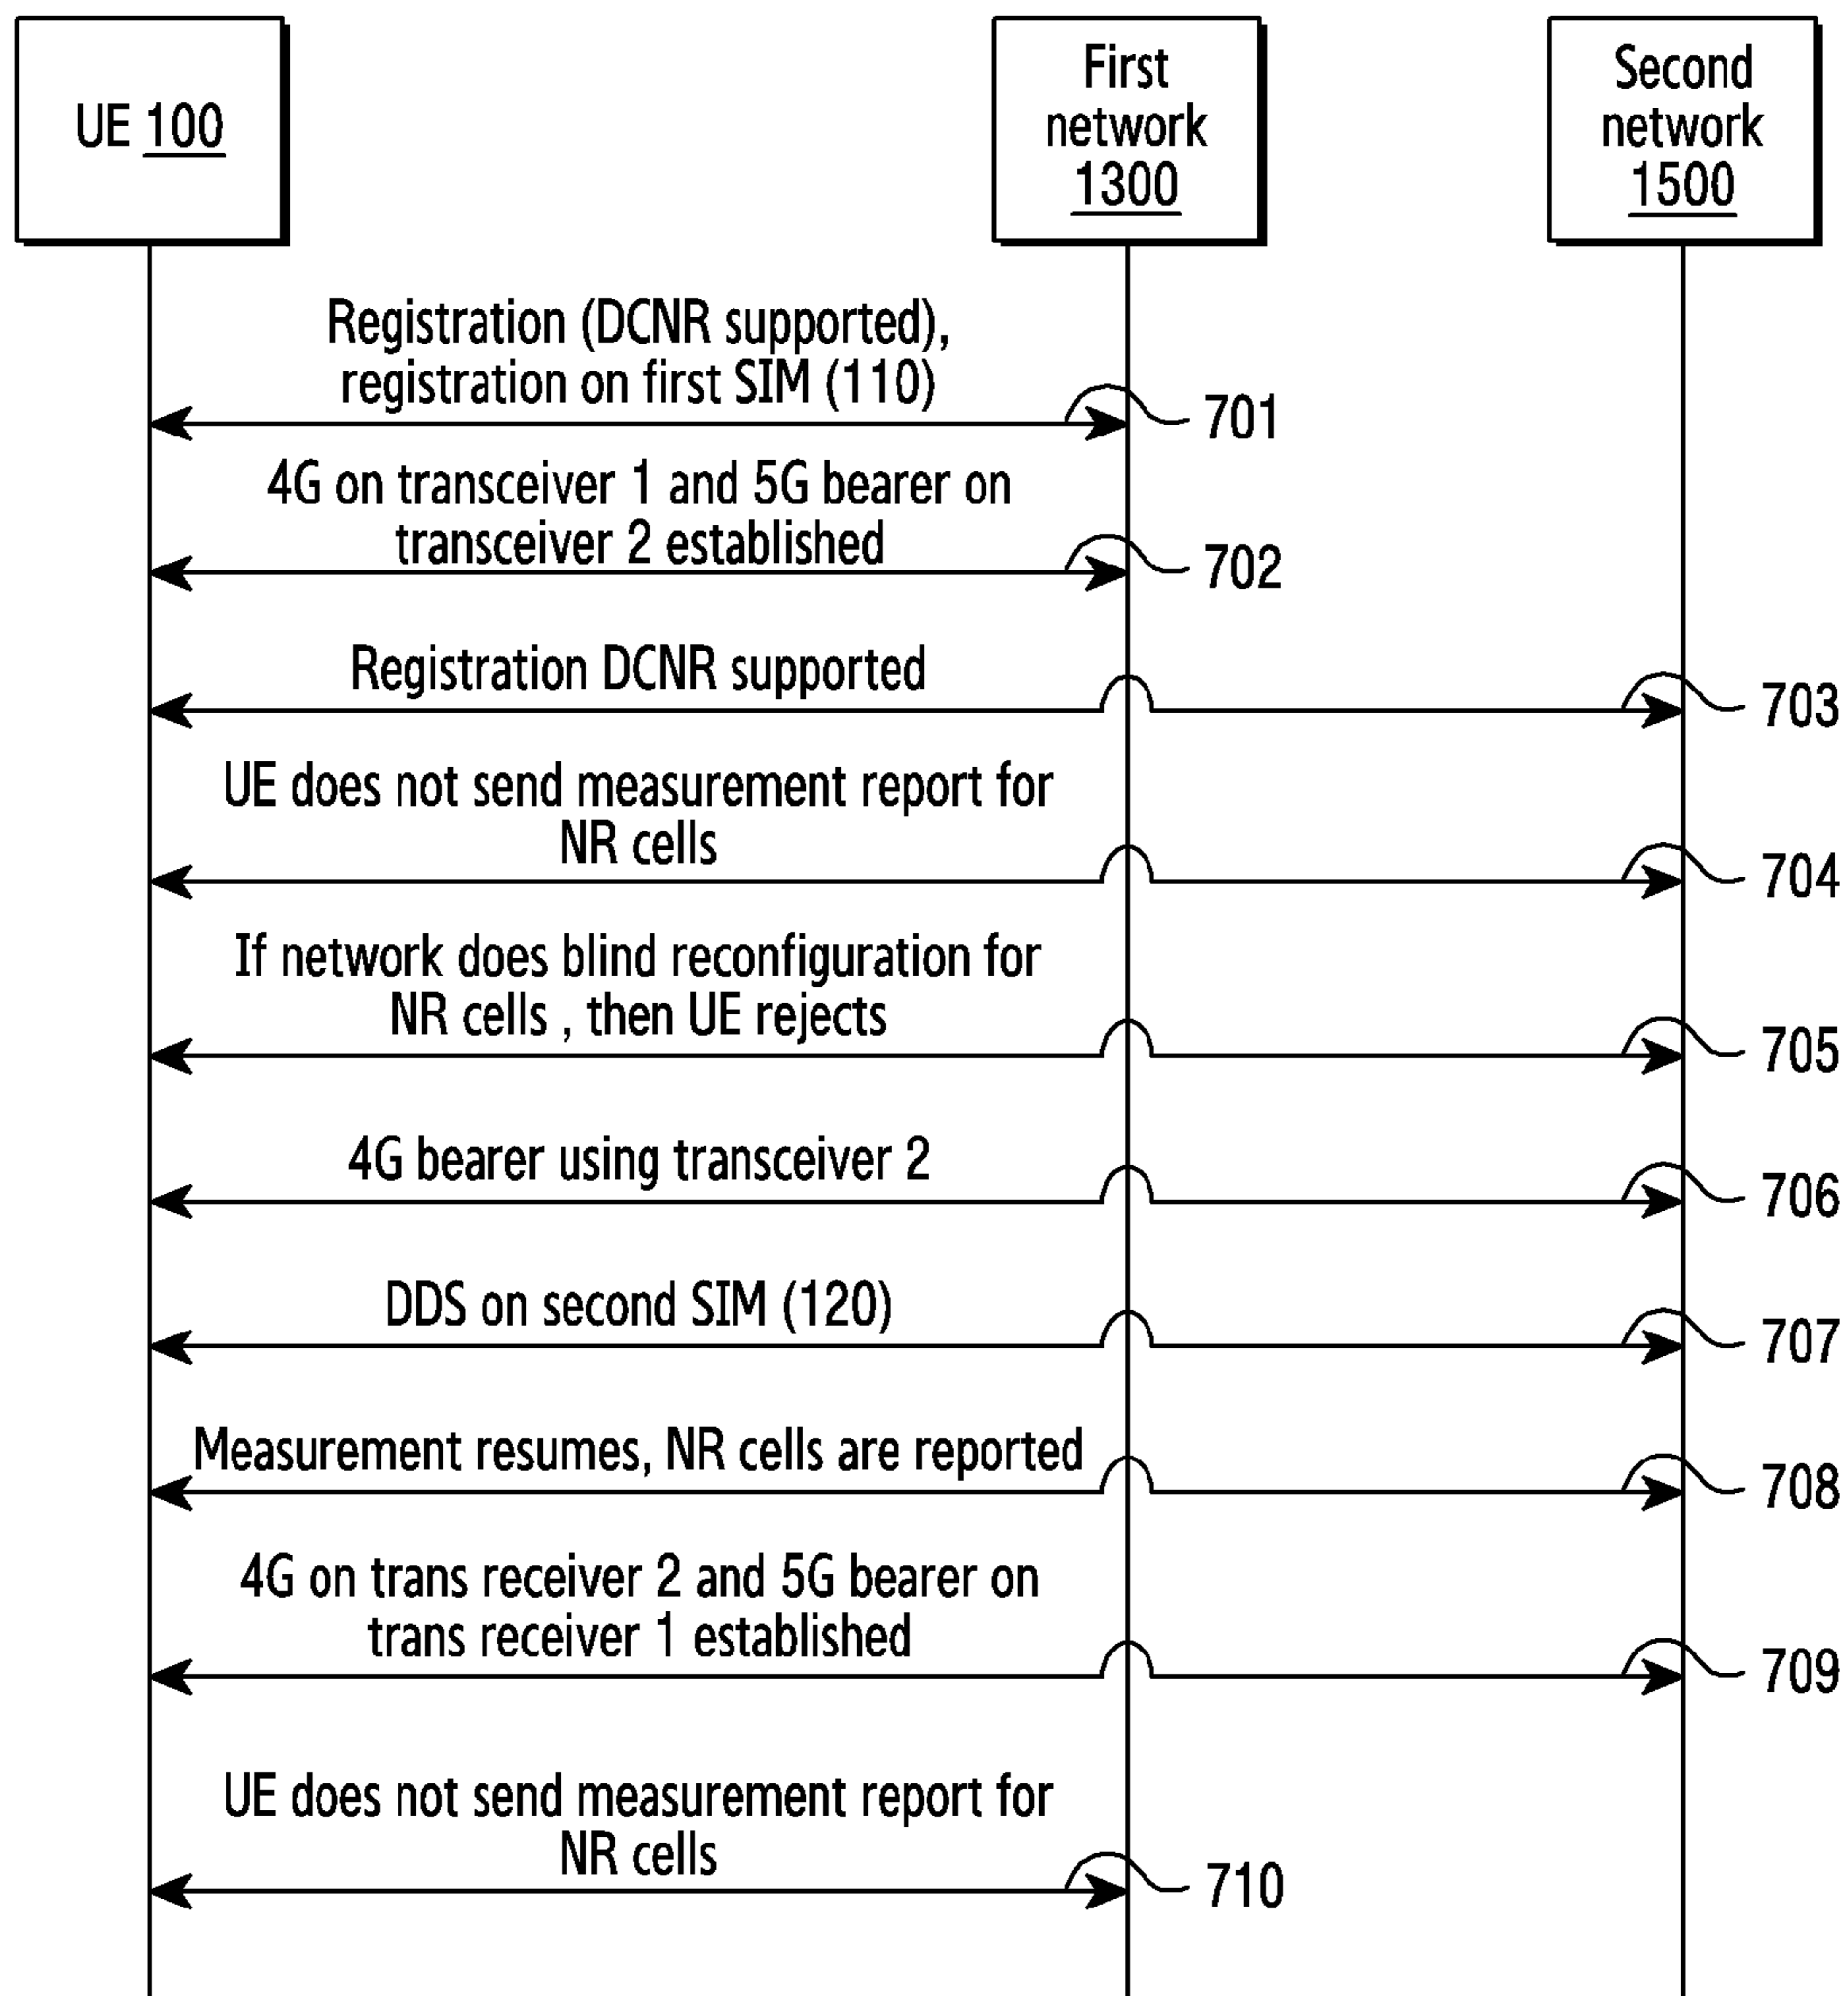 UE 100
First
network
1300
Second
network
1500
Registration (DCNR supported),
registration on first SIM (110)
701
4G on transceiver 1 and 5G bearer on
transceiver 2 established
702
Registration DCNR supported
703
UE does not send measurement report for
NR cells
704
If network does blind reconfiguration for
NR cells , then UE rejects
705
4G bearer using transceiver 2
706
DDS on second SIM (120)
707
Measurement resumes, NR cells are reported
708
4G on trans receiver 2 and 5G bearer on
trans receiver 1 established
709
UE does not send measurement report for
NR cells
710